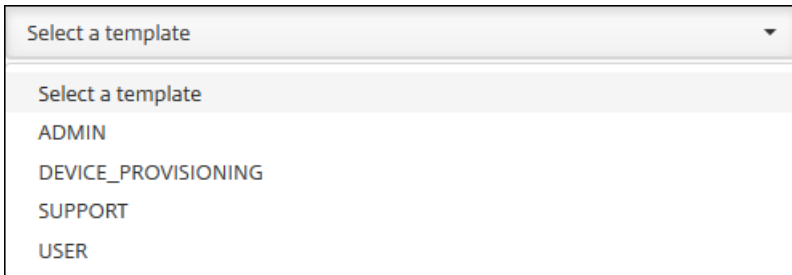 Select a template
Select a template
ADMIN
DEVICE_PROVISIONING
SUPPORT
USER